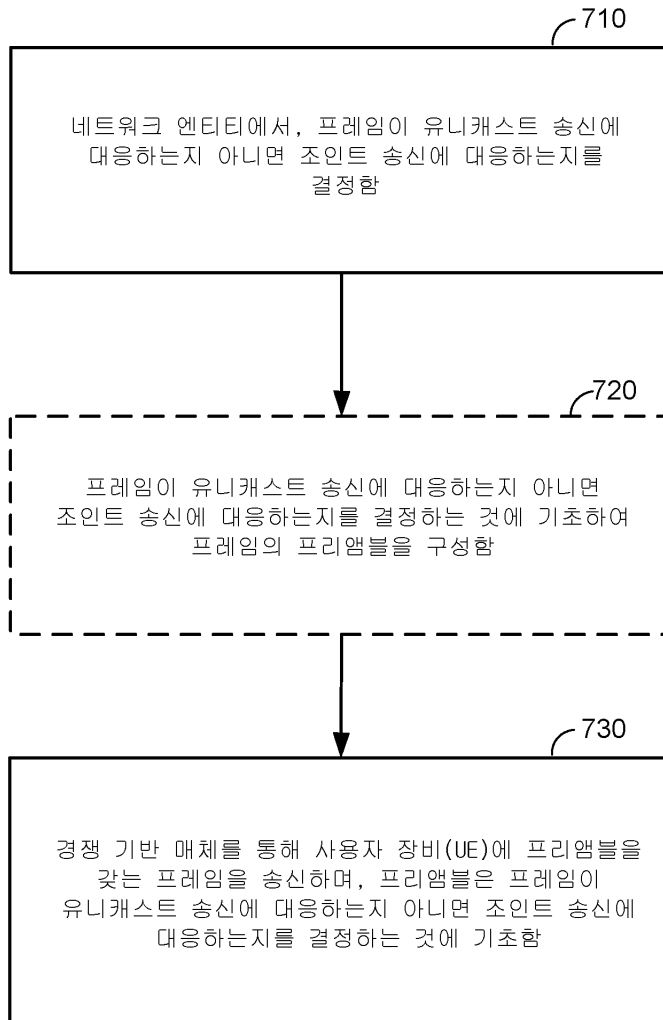 710
네트워크 엔티티에서, 프레임이 유니캐스트 송신에
대응하는지 아니면 조인트 송신에 대응하는지를
결정함
720
프레임이 유니캐스트 송신에 대응하는지 아니면
조인트 송신에 대응하는지를 결정하는 것에 기초하여
프레임의 프리앰블을 구성함
730
경쟁 기반 매체를 통해 사용자 장비(UE)에 프리앰블을
갖는 프레임을 송신하며, 프리앰블은 프레임이
유니캐스트 송신에 대응하는지 아니면 조인트 송신에
대응하는지를 결정하는 것에 기초함